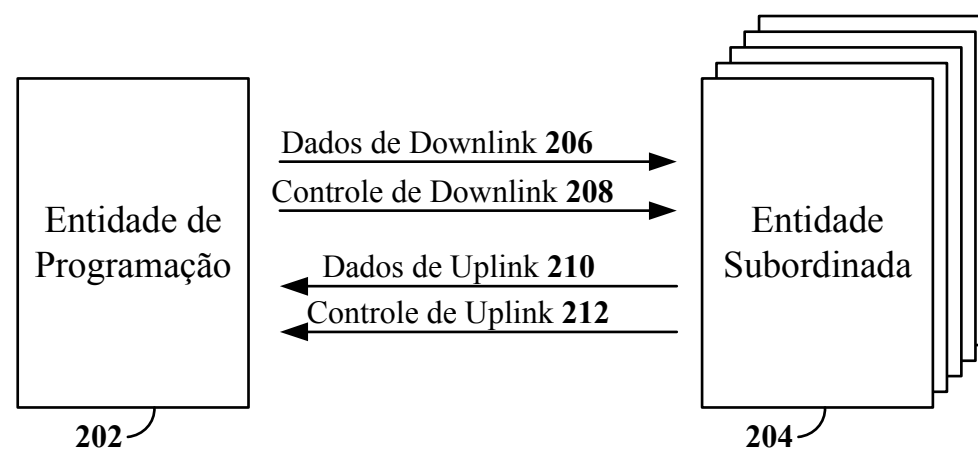 Dados de Downlink 206
Controle de Downlink 208
Entidade de
Programação
Entidade
Subordinada
Dados de Uplink 210
Controle de Uplink 212
202
204